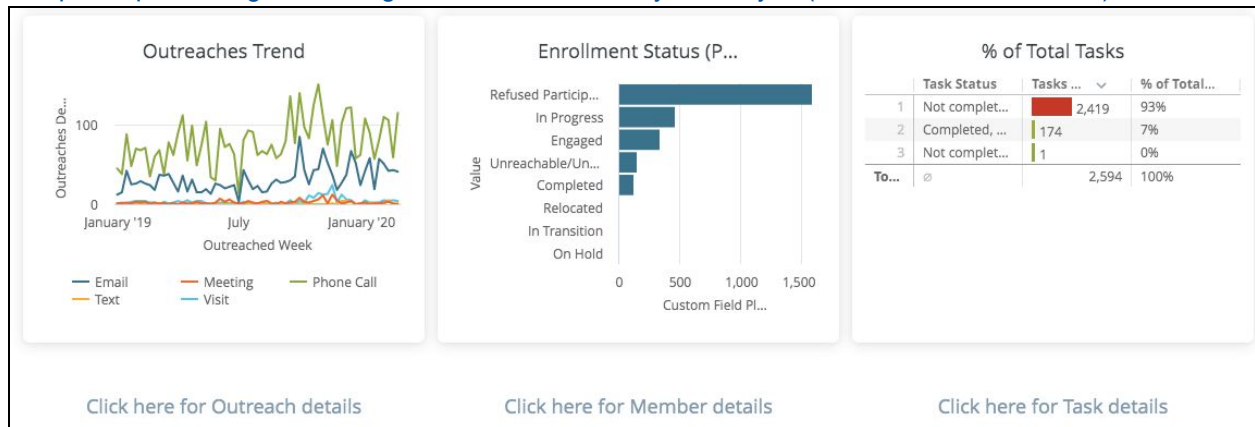 Outreaches Trend
Outreaches De...
100
0
January '19 July January '20
Outreached Week
Email Meeting Phone Call
Text Visit
Enrollment Status (P...
Value
Refused Particip...
In Progress
Engaged
Unreachable/Un...
Completed
Relocated
In Transition
On Hold
0 500 1,000 1,500
Custom Field Pl...
% of Total Tasks
Task Status Tasks ... % of Total...
1 Not complet... 2,419 93%
2 Completed, ... 174 7%
3 Not complet... 1 0%
To... ∅ 2,594 100%
Click here for Outreach details
Click here for Member details
Click here for Task details